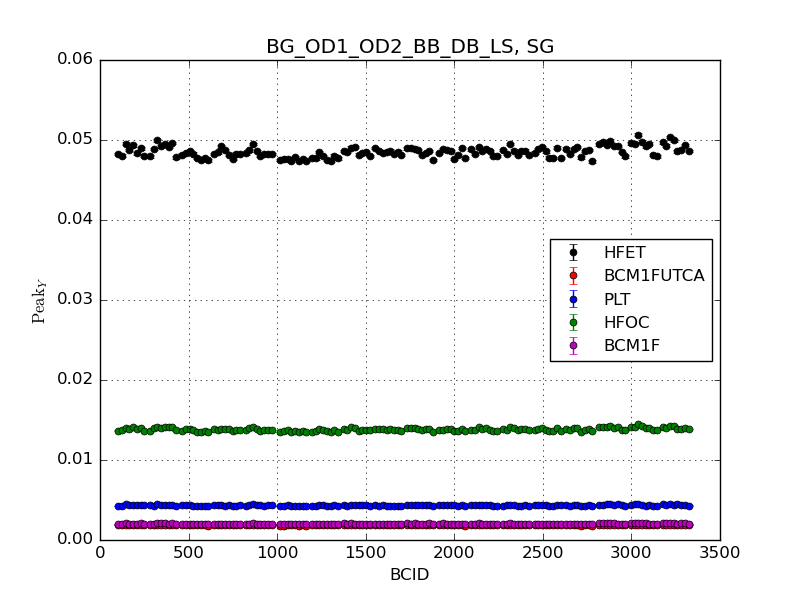 BG_OD1_OD2_BB_DB_LS, SG
0.06
0.05
0.04
0.03
0.02
0.01
0.00
Peak_Y
HFET
BCM1FUTCA
PLT
HFOC
BCM1F
0 500 1000 1500 2000 2500 3000 3500
BCID